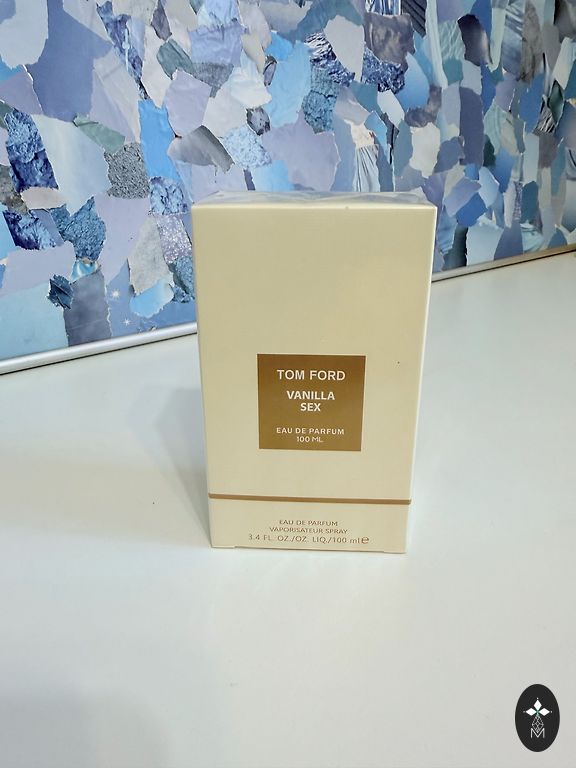 TOM FORD
VANILLA
SEX
EAU DE PARFUM
100 ML
EAU DE PARFUM
VAPORISATEUR SPRAY
3.4 FL. OZ./OZ. LIQ./100 ml℮
M